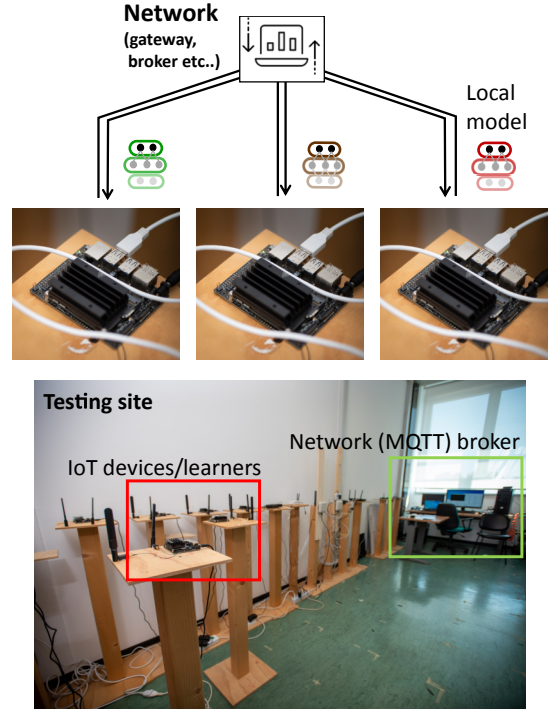 Network
(gateway,
broker etc..)
Local
model
Testing site
Network (MQTT) broker
IoT devices/learners